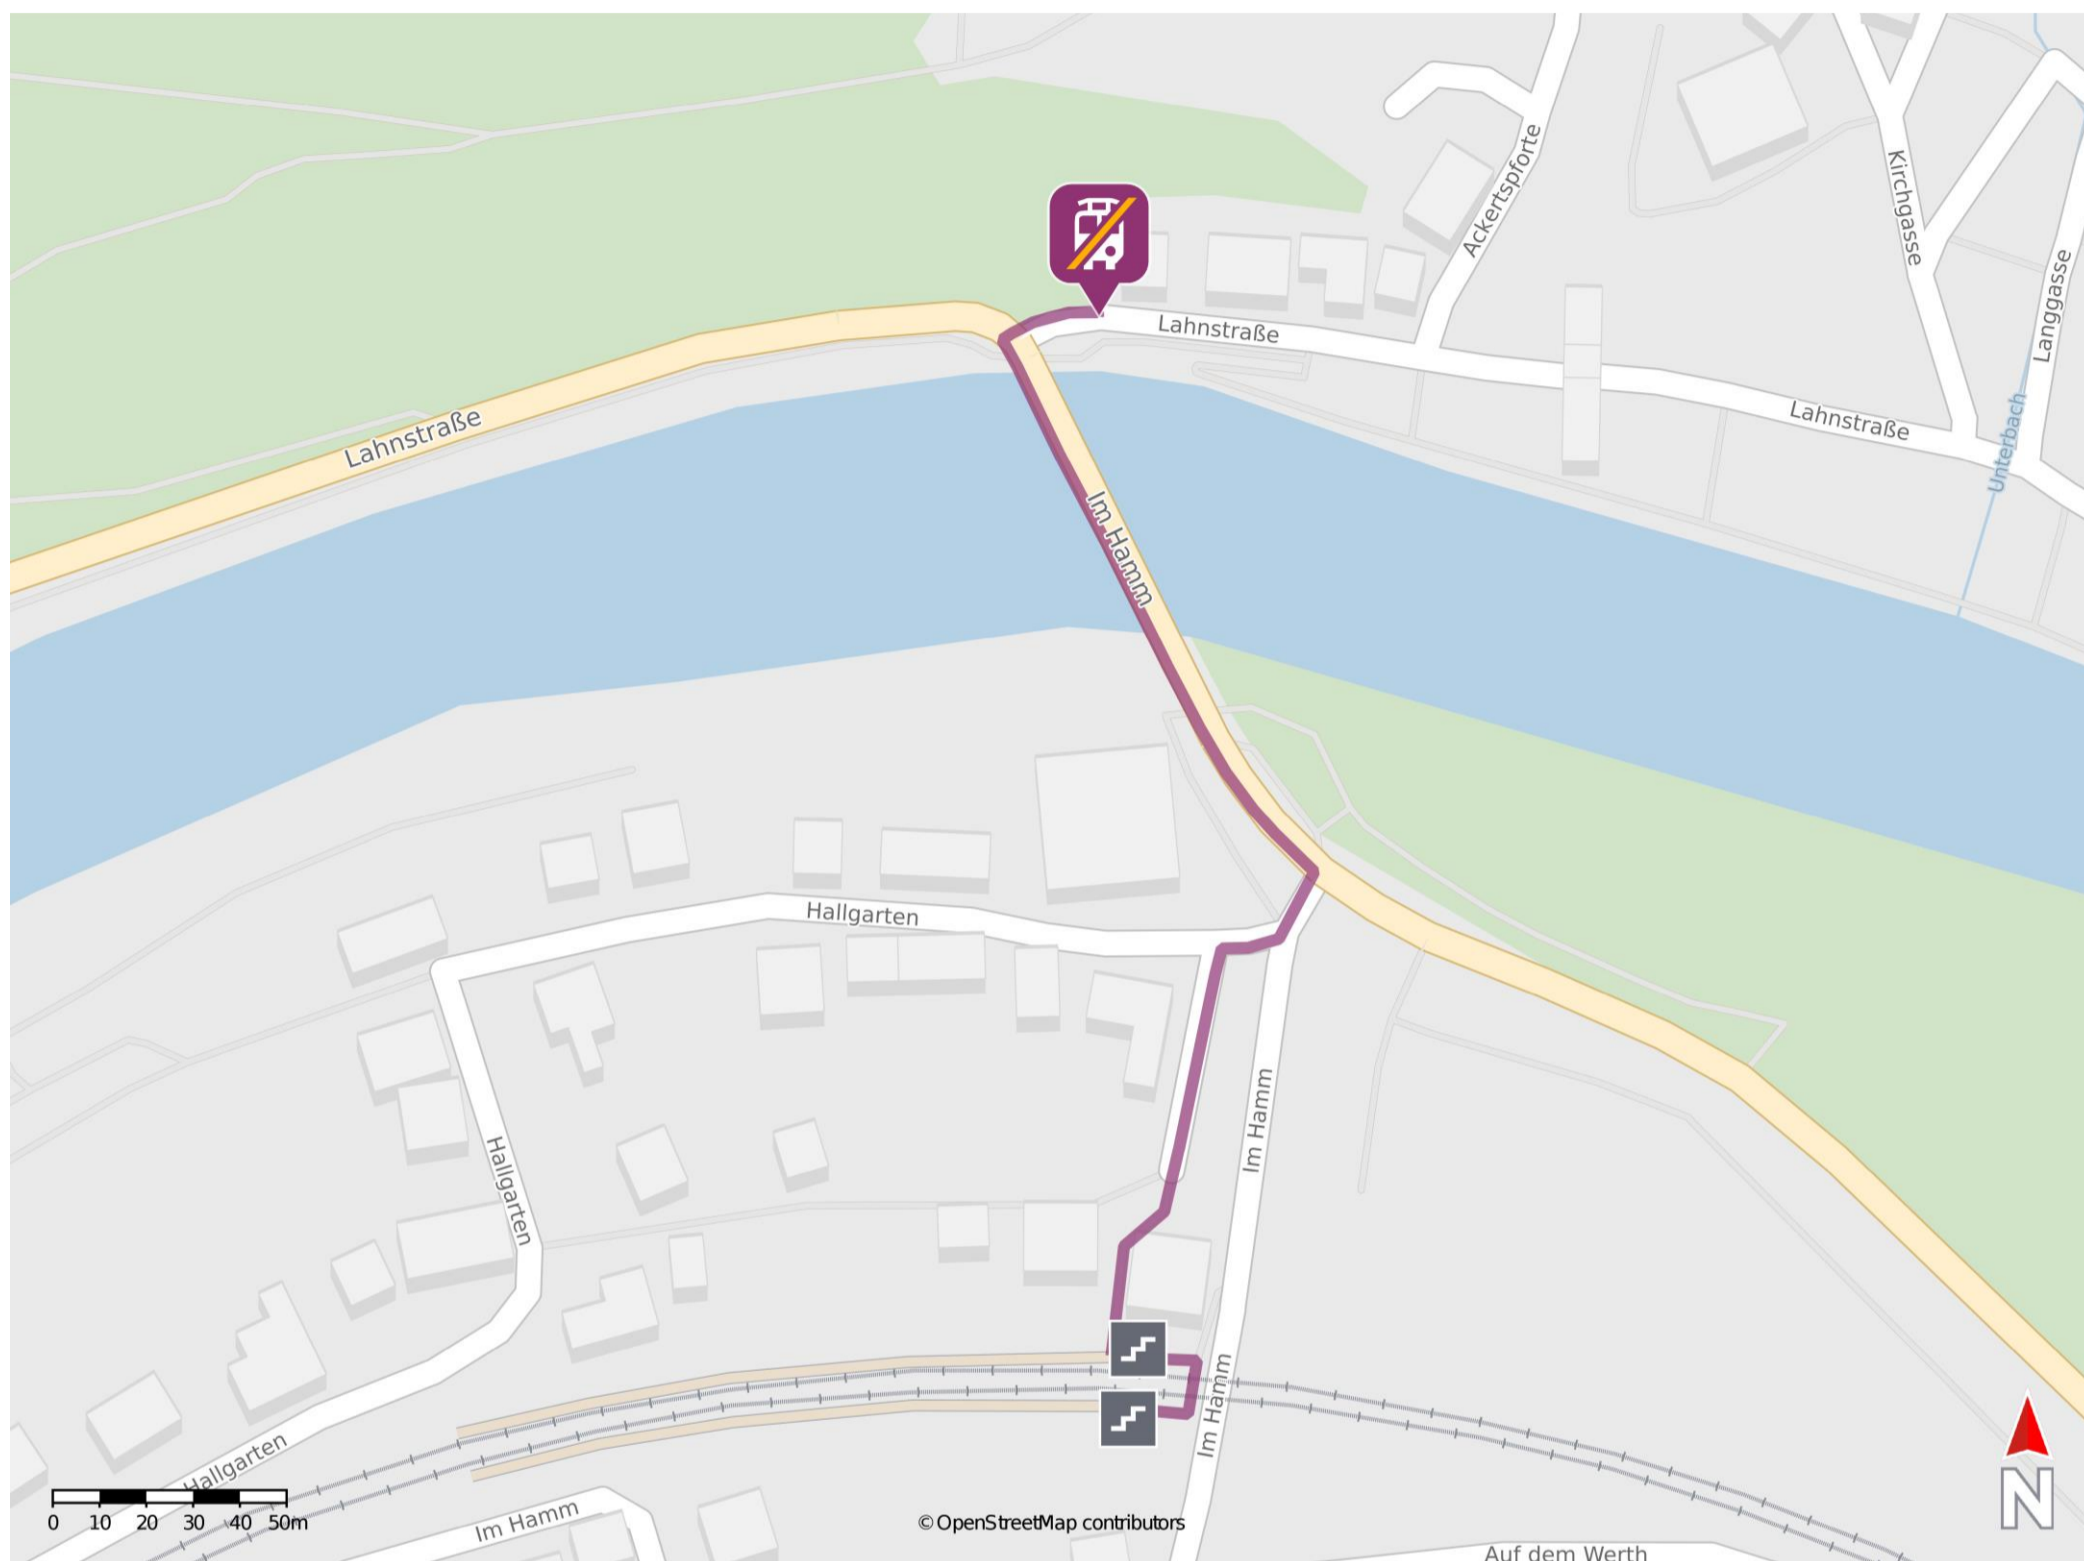 Ackertspforte
Kirchgasse
Langgasse
Lahnstraße
Lahnstraße
Lahnstraße
Unterbach
Im Hamm
Hallgarten
Im Hamm
Hallgarten
Im Hamm
Hallgarten
Im Hamm
0 10 20 30 40 50m
© OpenStreetMap contributors
N
Auf dem Werth